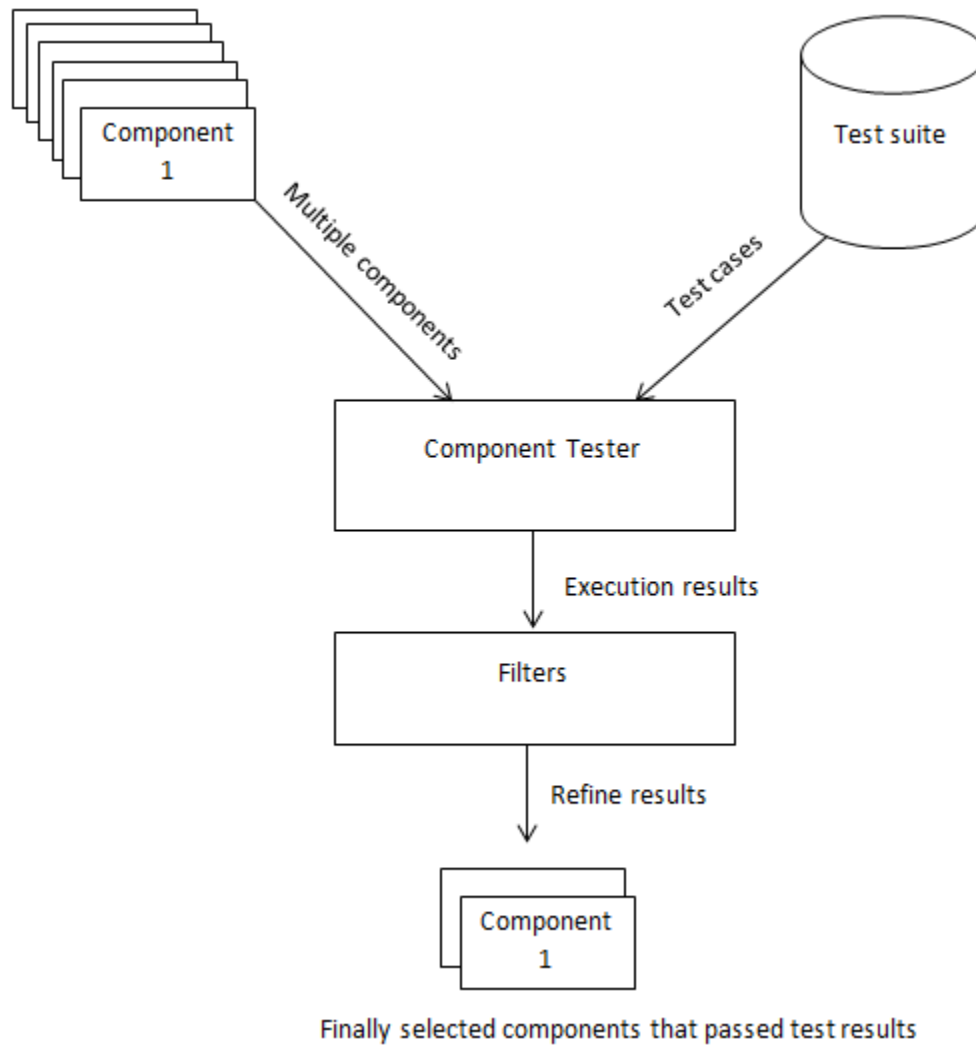 Component
1
Test suite
Multiple components
Test cases
Component Tester
Execution results
Filters
Refine results
Component
1
Finally selected components that passed test results